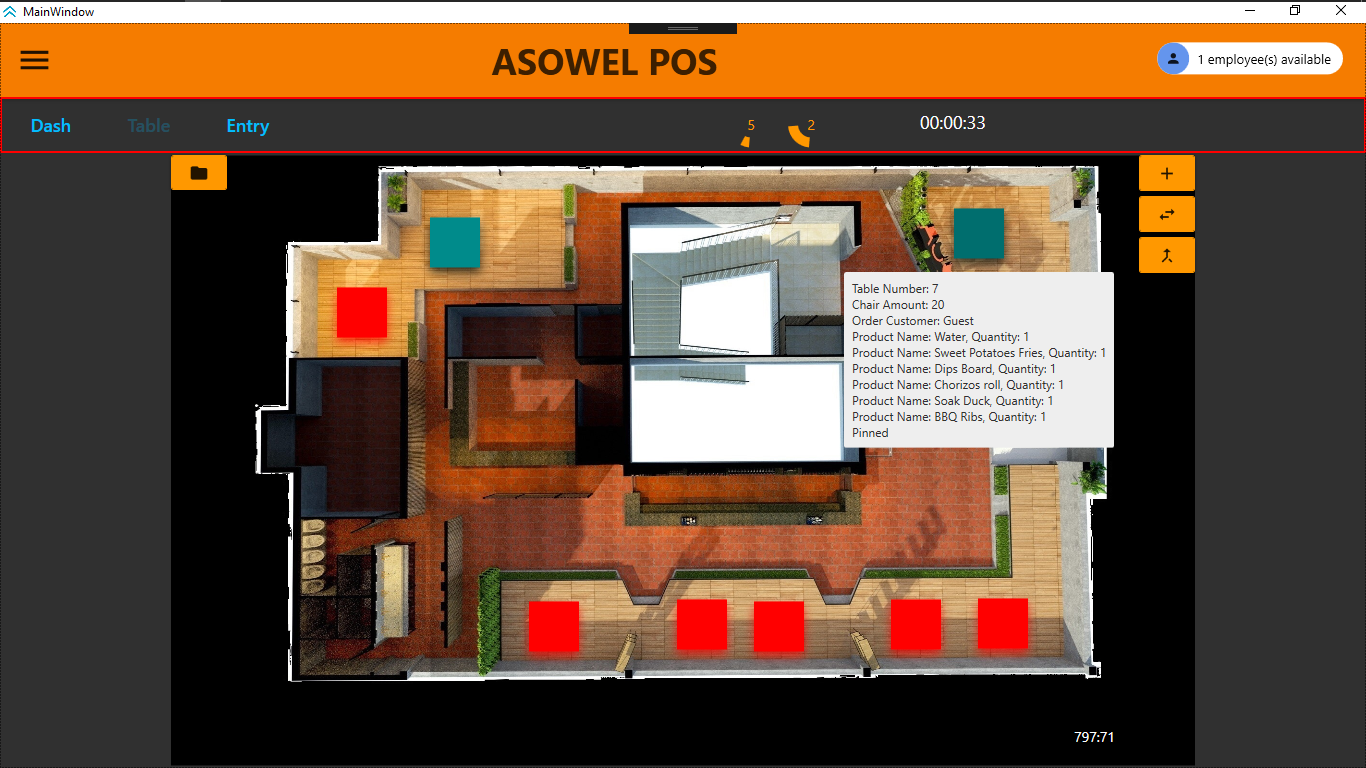 MainWindow
ASOWEL POS
1 employee(s) available
Dash
Table
Entry
5
2
00:00:33
Table Number: 7
Chair Amount: 20
Order Customer: Guest
Product Name: Water, Quantity: 1
Product Name: Sweet Potatoes Fries, Quantity: 1
Product Name: Dips Board, Quantity: 1
Product Name: Chorizos roll, Quantity: 1
Product Name: Soak Duck, Quantity: 1
Product Name: BBQ Ribs, Quantity: 1
Pinned
797:71